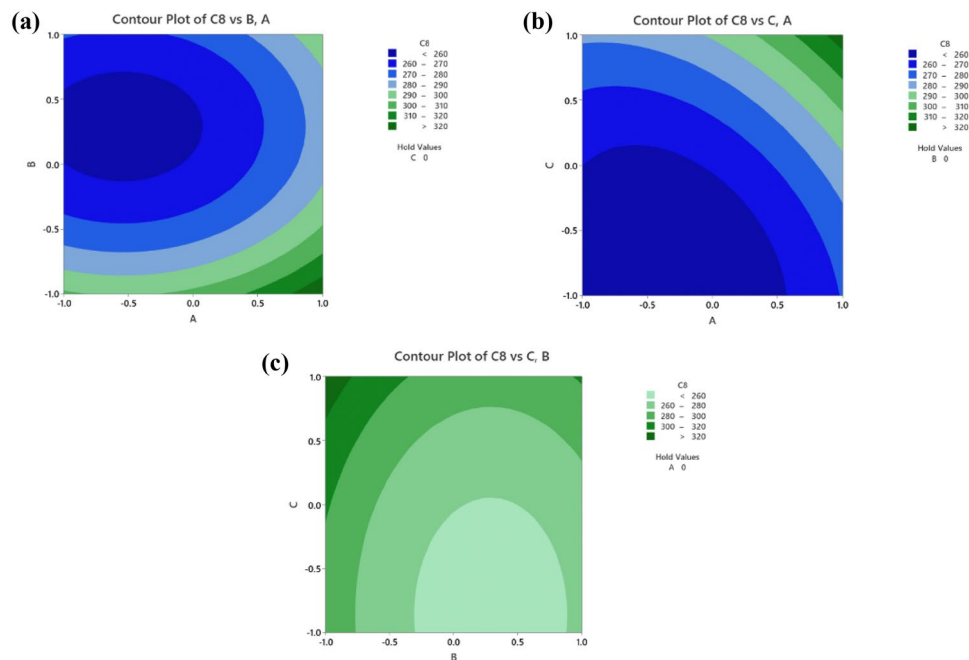 (a)
Contour Plot of C8 vs B, A
1.0
0.5
0.0
-0.5
-1.0
B
-1.0 -0.5 0.0 0.5 1.0
A
C8
< 260
260 – 270
270 – 280
280 – 290
290 – 300
300 – 310
310 – 320
> 320
Hold Values
C 0
(b)
Contour Plot of C8 vs C, A
1.0
0.5
0.0
-0.5
-1.0
C
-1.0 -0.5 0.0 0.5 1.0
A
C8
< 260
260 – 270
270 – 280
280 – 290
290 – 300
300 – 310
310 – 320
> 320
Hold Values
B 0
(c)
Contour Plot of C8 vs C, B
1.0
0.5
0.0
-0.5
-1.0
C
-1.0 -0.5 0.0 0.5 1.0
B
C8
< 260
260 – 280
280 – 300
300 – 320
> 320
Hold Values
A 0